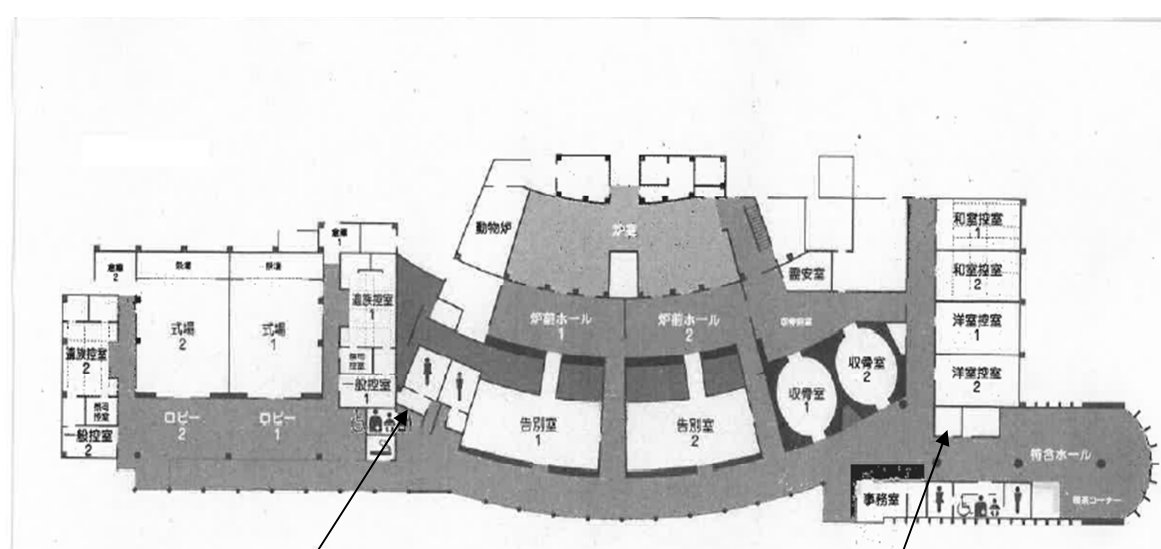 倉庫
1
動物炉
炉室
霊安室
和室控室
1
和室控室
2
洋室控室
1
洋室控室
2
倉庫
2
祭壇
祭壇
式場
2
式場
1
遺族控室
1
遺族控室
2
炉前ホール
1
炉前ホール
2
収骨室
1
収骨室
2
一般控室
1
一般控室
2
ロビー
2
ロビー
1
告別室
1
告別室
2
事務室